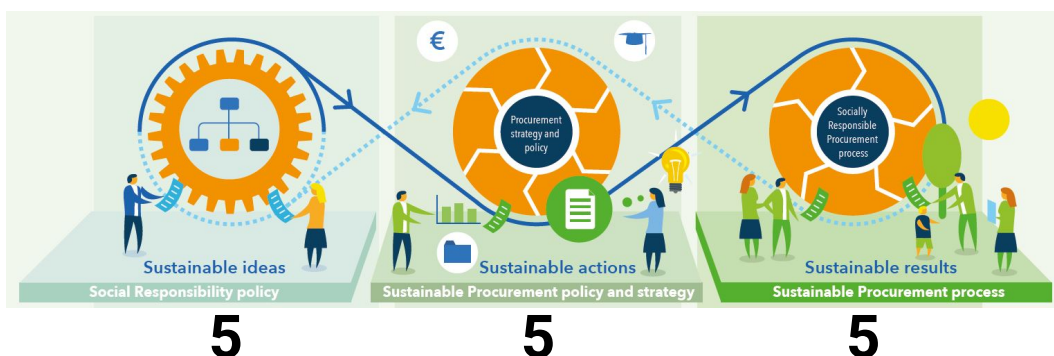 €
Procurement
strategy and
policy
Socially
Responsible
Procurement
process
Sustainable ideas
Sustainable actions
Sustainable results
Social Responsibility policy
Sustainable Procurement policy and strategy
Sustainable Procurement process
5
5
5